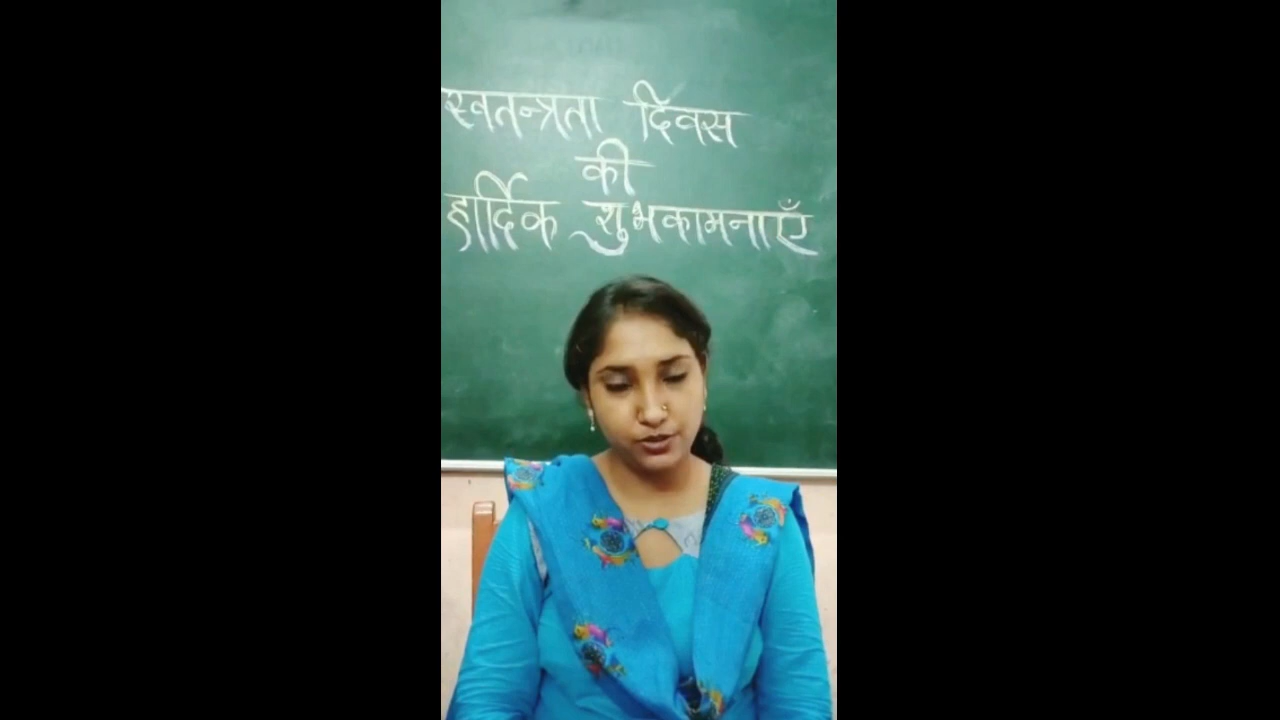 स्वतन्त्रता दिवस
की
हार्दिक शुभकामनाएँ